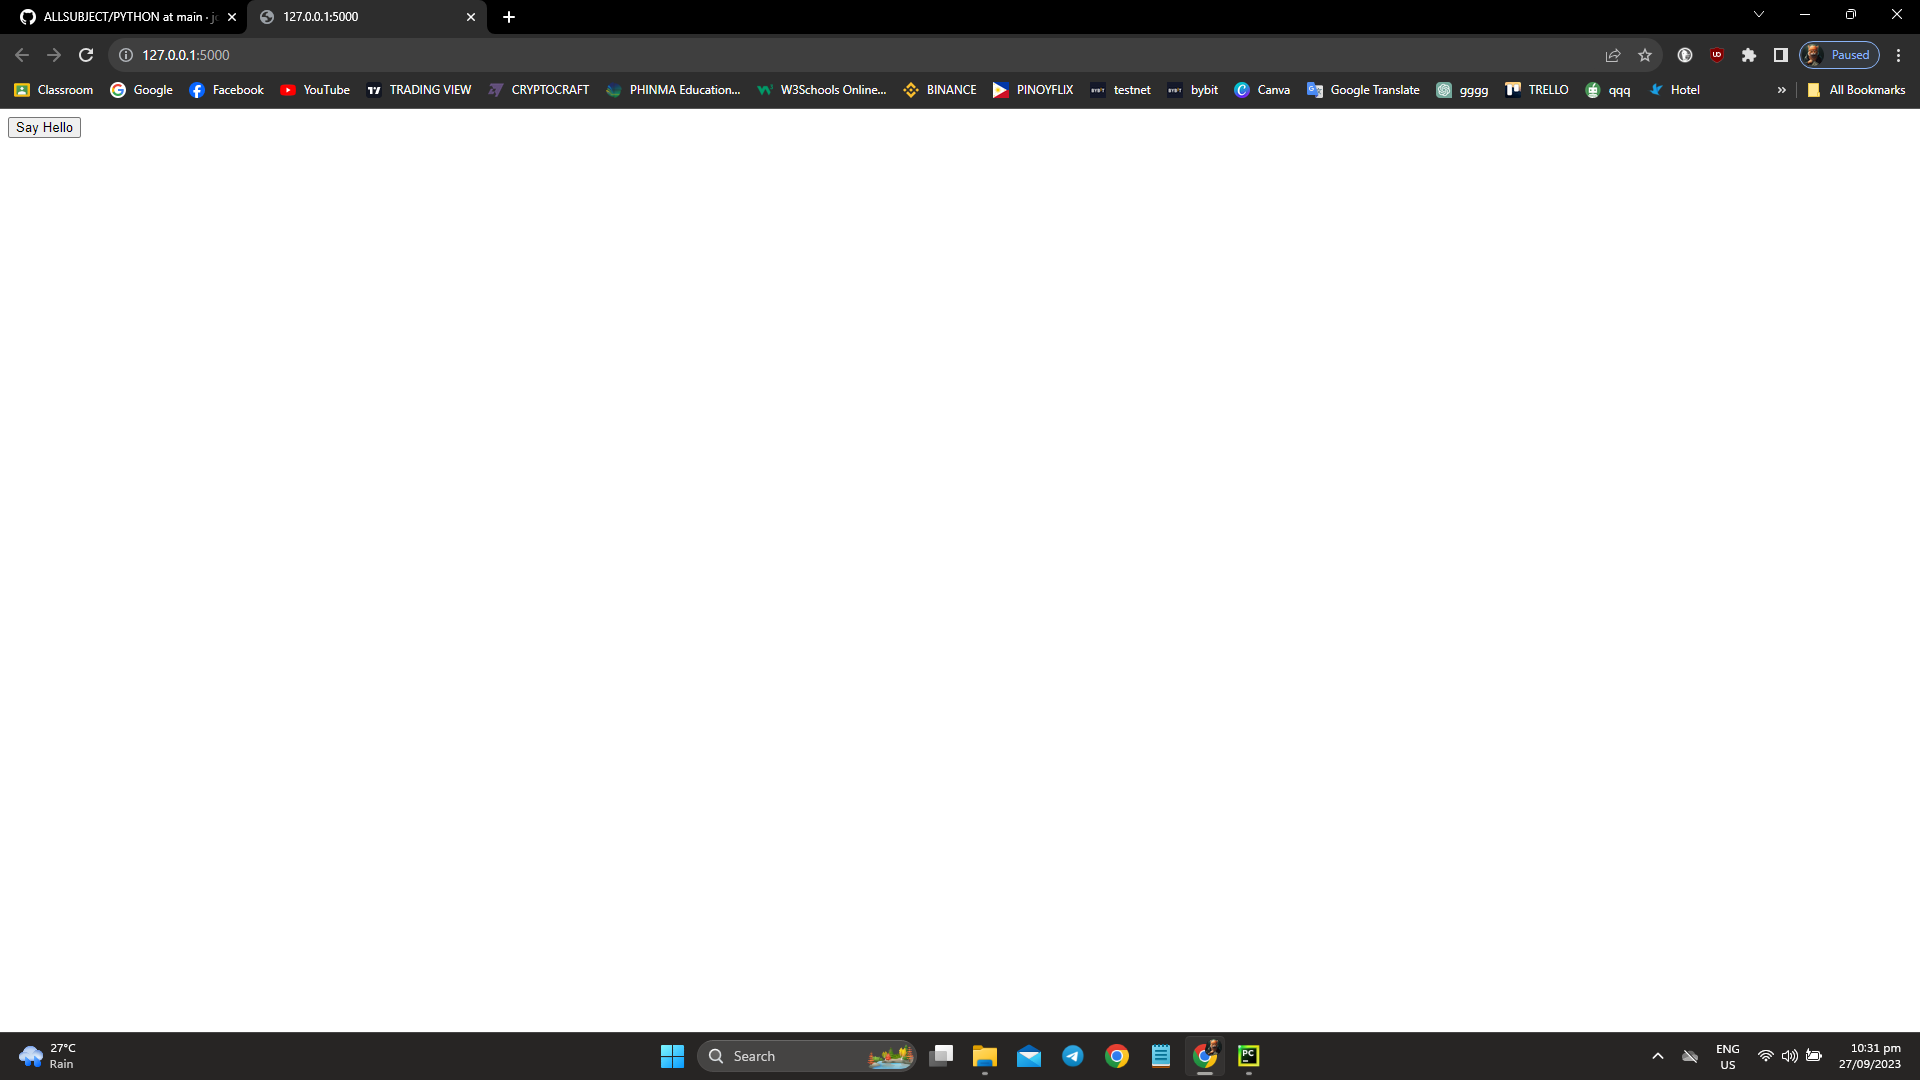 ALLSUBJECT/PYTHON at main · jo
127.0.0.1:5000
127.0.0.1:5000
Paused
Classroom
Google
Facebook
YouTube
TRADING VIEW
CRYPTOCRAFT
PHINMA Education...
W3Schools Online...
BINANCE
PINOYFLIX
testnet
bybit
Canva
Google Translate
gggg
TRELLO
qqq
Hotel
»
All Bookmarks
Say Hello
27°C
Rain
Search
ENG
US
10:31 pm
27/09/2023